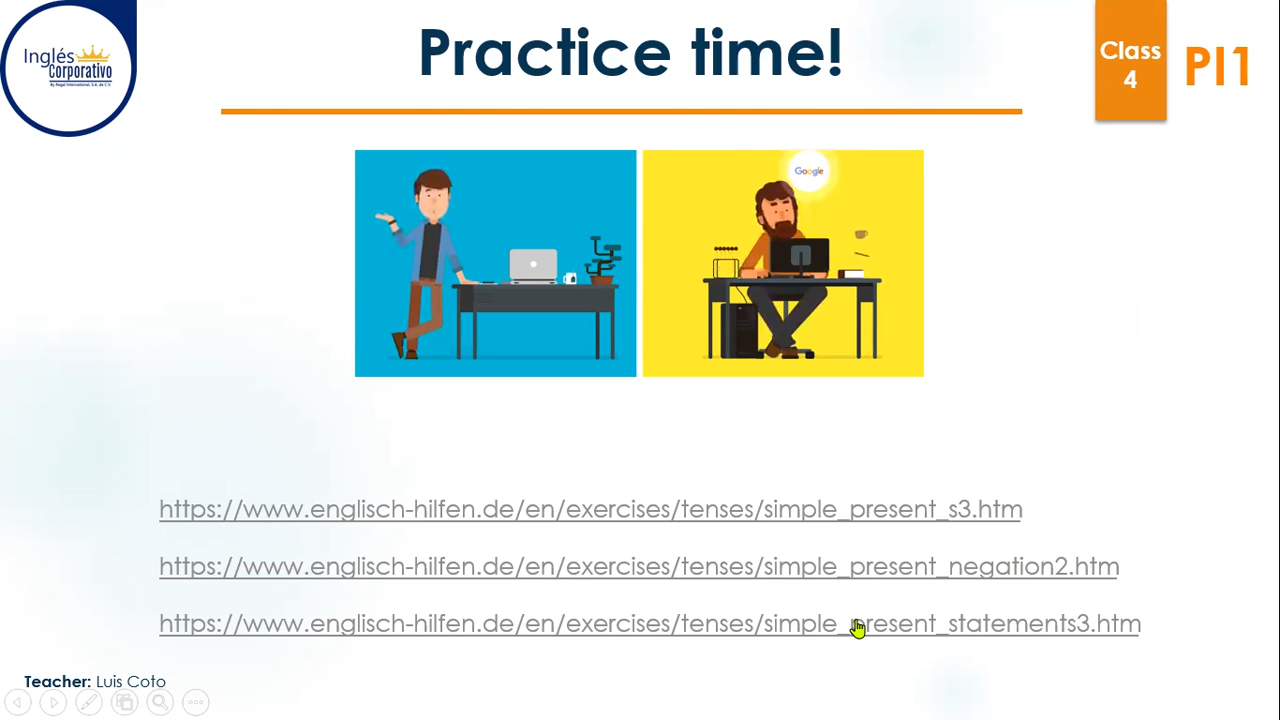 Inglés
Corporativo
By Regal International, S.A. de C.V
Practice time!
Class
4
PI1
Google
https://www.englisch-hilfen.de/en/exercises/tenses/simple_present_s3.htm
https://www.englisch-hilfen.de/en/exercises/tenses/simple_present_negation2.htm
https://www.englisch-hilfen.de/en/exercises/tenses/simple_present_statements3.htm
Teacher: Luis Coto